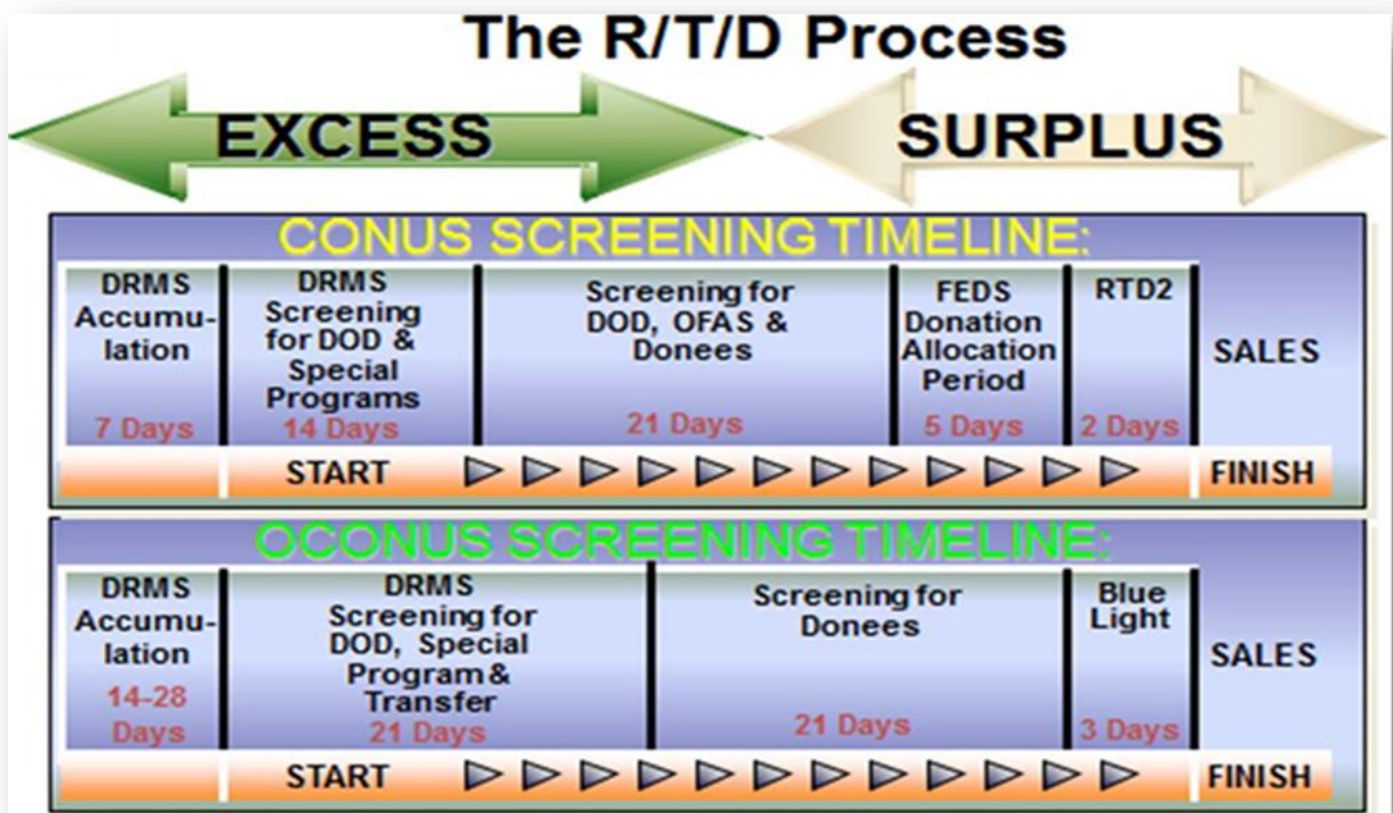 The R/T/D Process
EXCESS
SURPLUS
CONUS SCREENING TIMELINE:
DRMS
Accumu-
lation
7 Days
DRMS
Screening
for DOD &
Special
Programs
14 Days
Screening for
DOD, OFAS &
Donees
21 Days
FEDS
Donation
Allocation
Period
5 Days
RTD2
2 Days
SALES
START
FINISH
OCONUS SCREENING TIMELINE:
DRMS
Accumu-
lation
14-28
Days
DRMS
Screening for
DOD, Special
Program &
Transfer
21 Days
Screening for
Donees
21 Days
Blue
Light
3 Days
SALES
START
FINISH